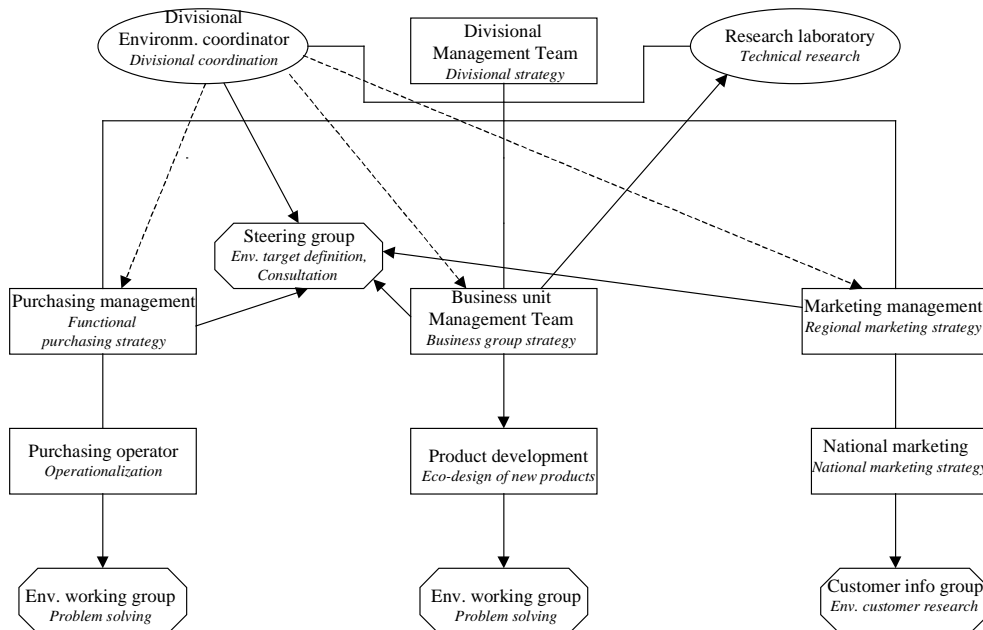 Divisional
Environm. coordinator
Divisional coordination
Divisional
Management Team
Divisional strategy
Research laboratory
Technical research
Steering group
Env. target definition,
Consultation
Purchasing management
Functional
purchasing strategy
Business unit
Management Team
Business group strategy
Marketing management
Regional marketing strategy
Purchasing operator
Operationalization
Product development
Eco-design of new products
National marketing
National marketing strategy
Env. working group
Problem solving
Env. working group
Problem solving
Customer info group
Env. customer research